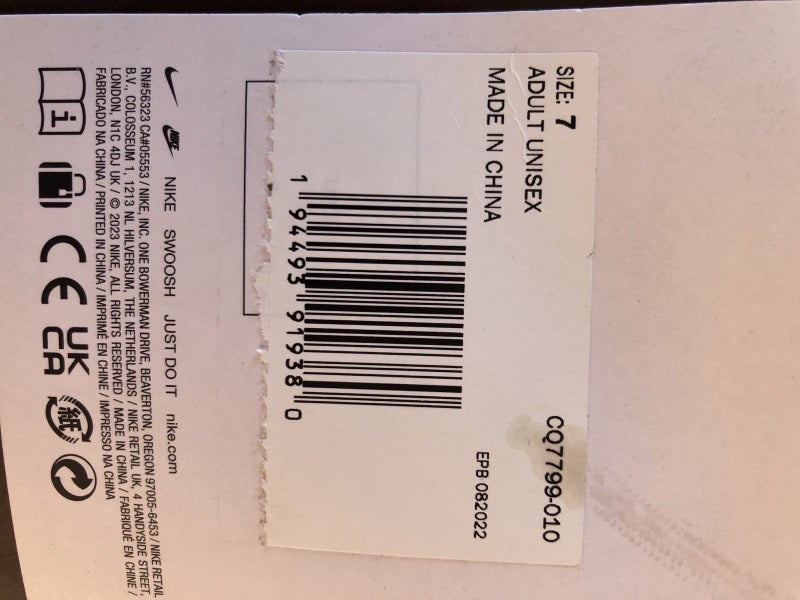 SIZE: 7
ADULT UNISEX
MADE IN CHINA
1 94493 91938 0
CQ7799-010
EPB 082022
NIKE SWOOSH JUST DO IT nike.com
RN#56323 CA#05553 / NIKE, INC. ONE BOWERMAN DRIVE, BEAVERTON, OREGON 97005-6453 / NIKE RETAIL
B.V., COLOSSEUM 1, 1213 NL HILVERSUM, THE NETHERLANDS / NIKE RETAIL UK, 4 HANDYSIDE STREET,
LONDON, N1C 4DJ UK / © 2023 NIKE, ALL RIGHTS RESERVED / MADE IN CHINA / FABRIQUÉ EN CHINE /
FABRICADO NA CHINA / PRINTED IN CHINA / IMPRIMÉ EN CHINE / IMPRESSO NA CHINA
i
CE
UK
CA
紙